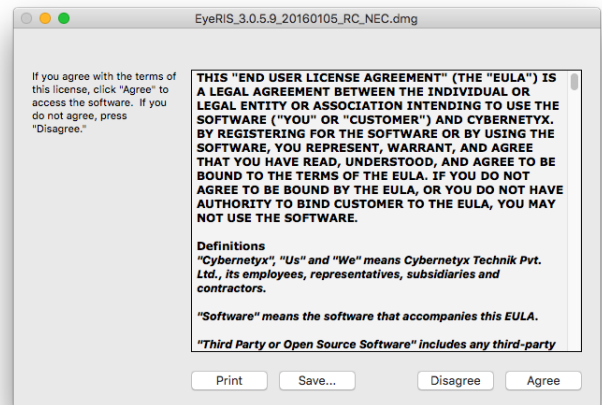 EyeRIS_3.0.5.9_20160105_RC_NEC.dmg
If you agree with the terms of
this license, click "Agree" to
access the software. If you
do not agree, press
"Disagree."
THIS "END USER LICENSE AGREEMENT" (THE "EULA") IS
A LEGAL AGREEMENT BETWEEN THE INDIVIDUAL OR
LEGAL ENTITY OR ASSOCIATION INTENDING TO USE THE
SOFTWARE ("YOU" OR "CUSTOMER") AND CYBERNETYX.
BY REGISTERING FOR THE SOFTWARE OR BY USING THE
SOFTWARE, YOU REPRESENT, WARRANT, AND AGREE
THAT YOU HAVE READ, UNDERSTOOD, AND AGREE TO BE
BOUND TO THE TERMS OF THE EULA. IF YOU DO NOT
AGREE TO BE BOUND BY THE EULA, OR YOU DO NOT HAVE
AUTHORITY TO BIND CUSTOMER TO THE EULA, YOU MAY
NOT USE THE SOFTWARE.
Definitions
"Cybernetyx", "Us" and "We" means Cybernetyx Technik Pvt.
Ltd., its employees, representatives, subsidiaries and
contractors.
"Software" means the software that accompanies this EULA.
"Third Party or Open Source Software" includes any third-party
Print
Save...
Disagree
Agree